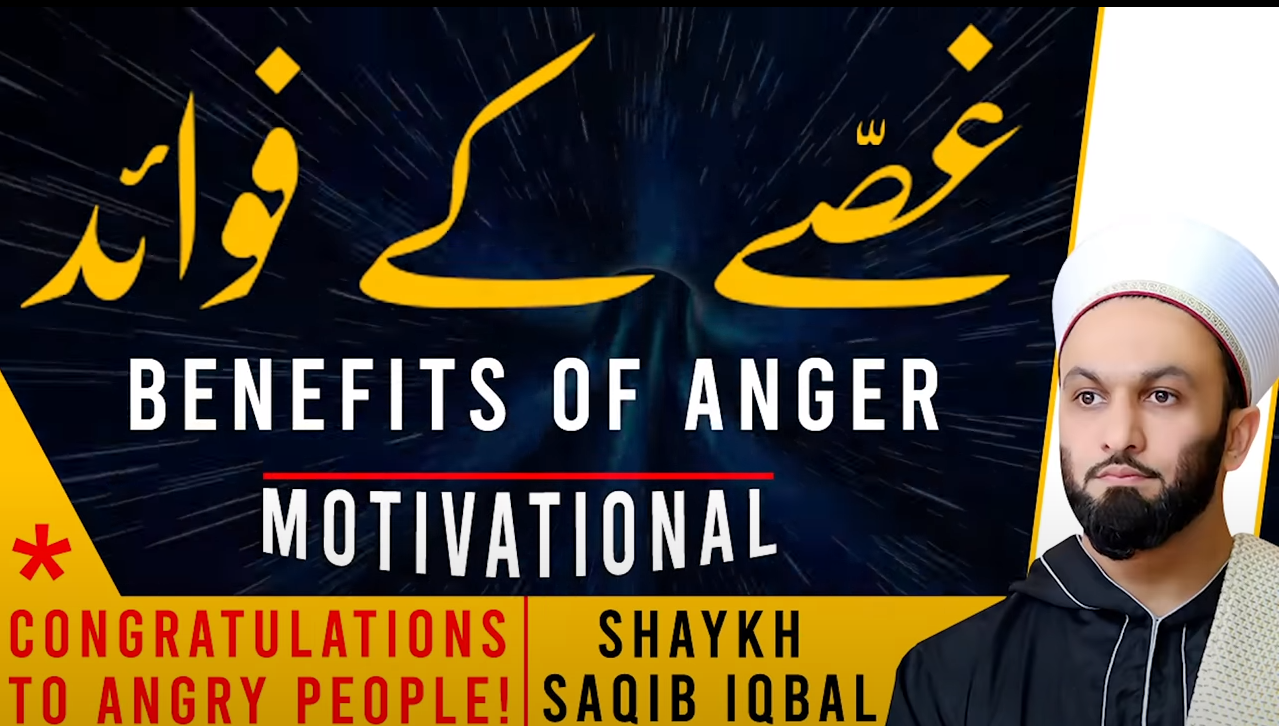 غصّے کے فوائد
BENEFITS OF ANGER
MOTIVATIONAL
*
CONGRATULATIONS
TO ANGRY PEOPLE!
SHAYKH
SAQIB IQBAL